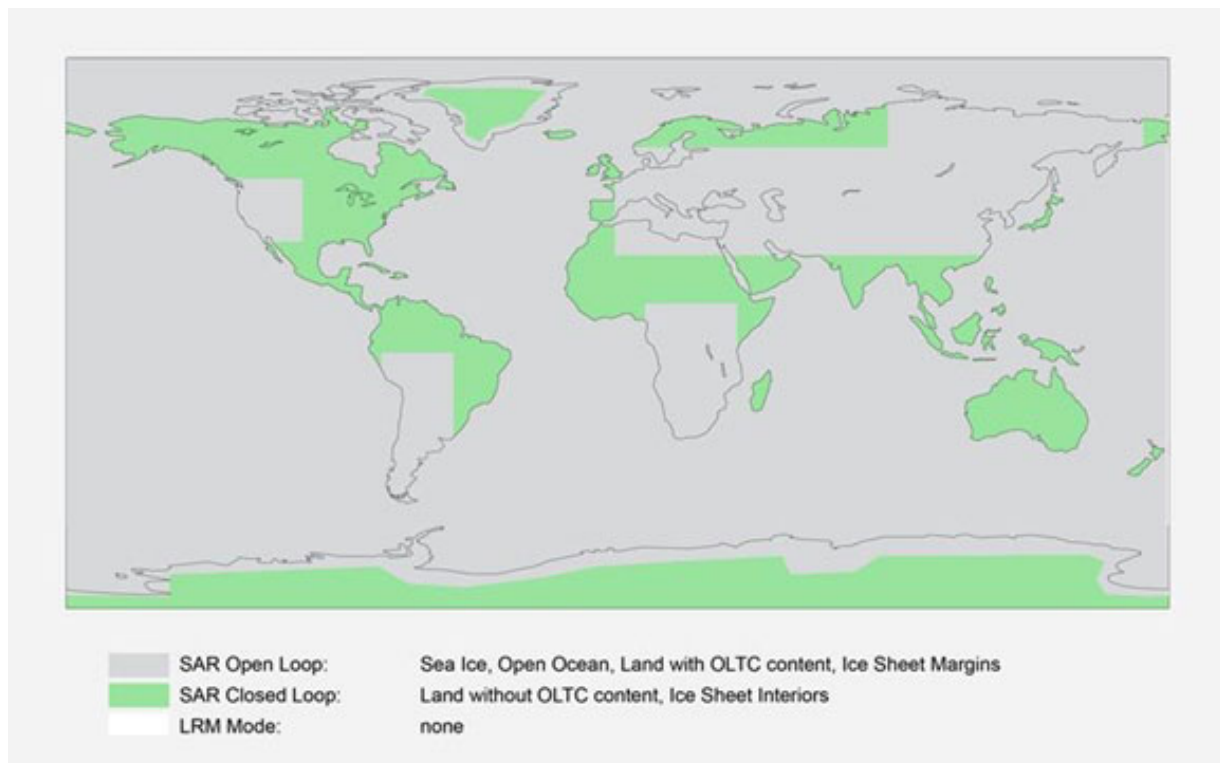 SAR Open Loop: Sea Ice, Open Ocean, Land with OLTC content, Ice Sheet Margins
SAR Closed Loop: Land without OLTC content, Ice Sheet Interiors
LRM Mode: none